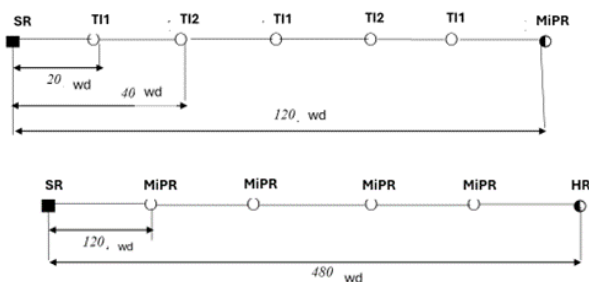 SR TI1 TI2 TI1 TI2 TI1 MiPR
20 wd
40 wd
120. wd
SR MiPR MiPR MiPR MiPR HR
120. wd
480 wd